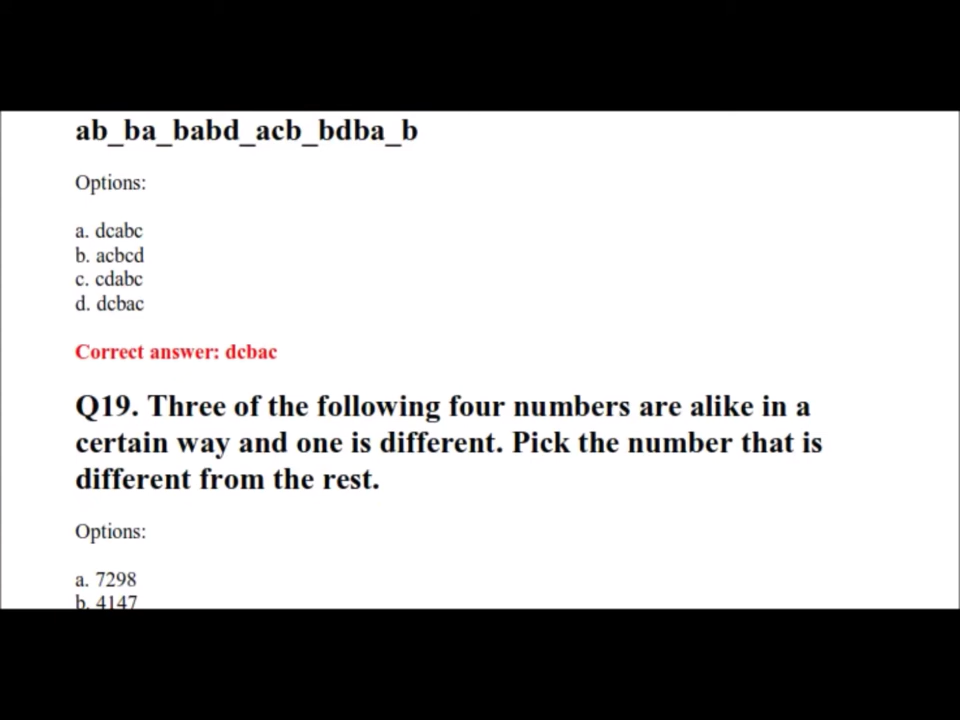 ab_ba_babd_acb_bdba_b
Options:
a. dcabc
b. acbcd
c. cdabc
d. dcbac
Correct answer: dcbac
Q19. Three of the following four numbers are alike in a
certain way and one is different. Pick the number that is
different from the rest.
Options:
a. 7298
b. 4147